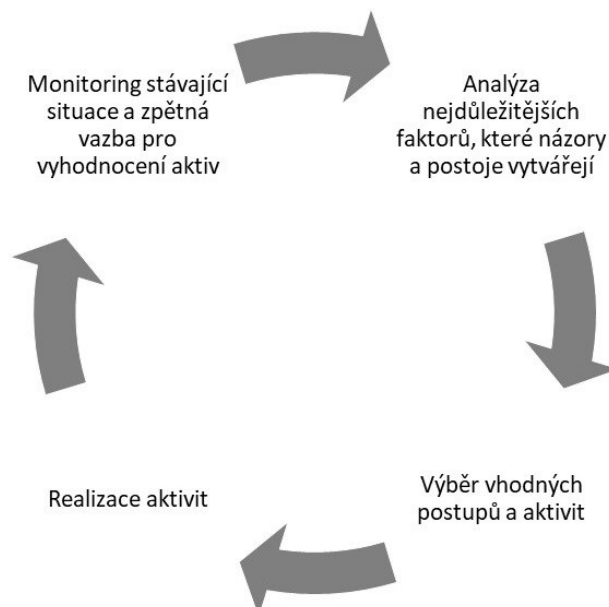 Monitoring stávající
situace a zpětná
vazba pro
vyhodnocení aktiv
Analýza
nejdůležitějších
faktorů, které názory
a postoje vytvářejí
Výběr vhodných
postupů a aktivit
Realizace aktivit